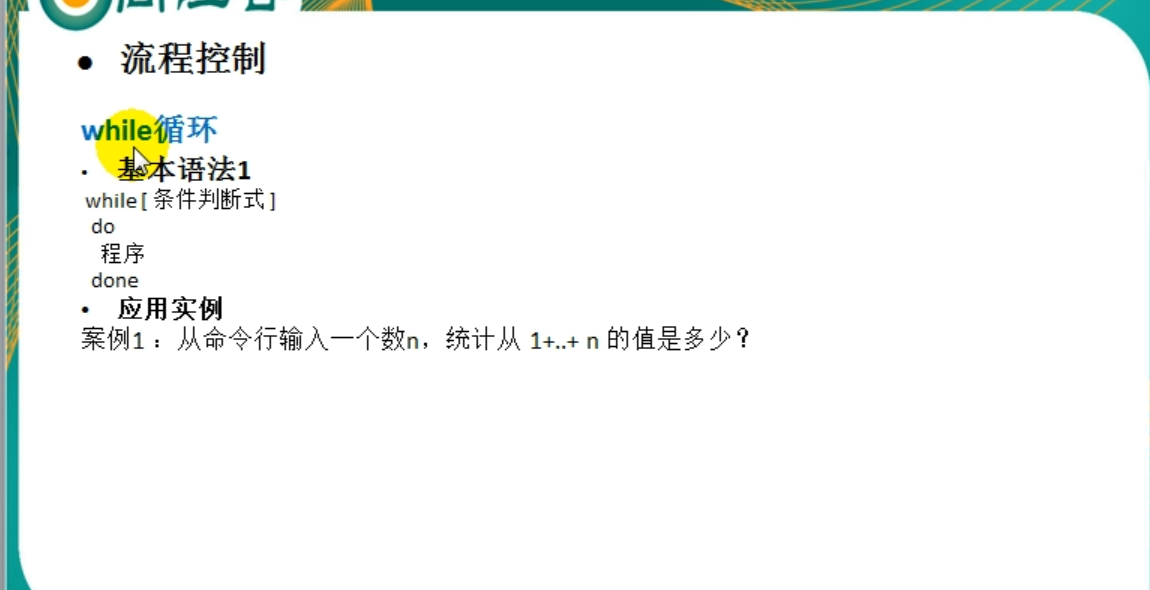 ● 流程控制
while循环
• 基本语法1
while[ 条件判断式 ]
do
程序
done
• 应用实例
案例1：从命令行输入一个数n，统计从 1+..+ n 的值是多少？